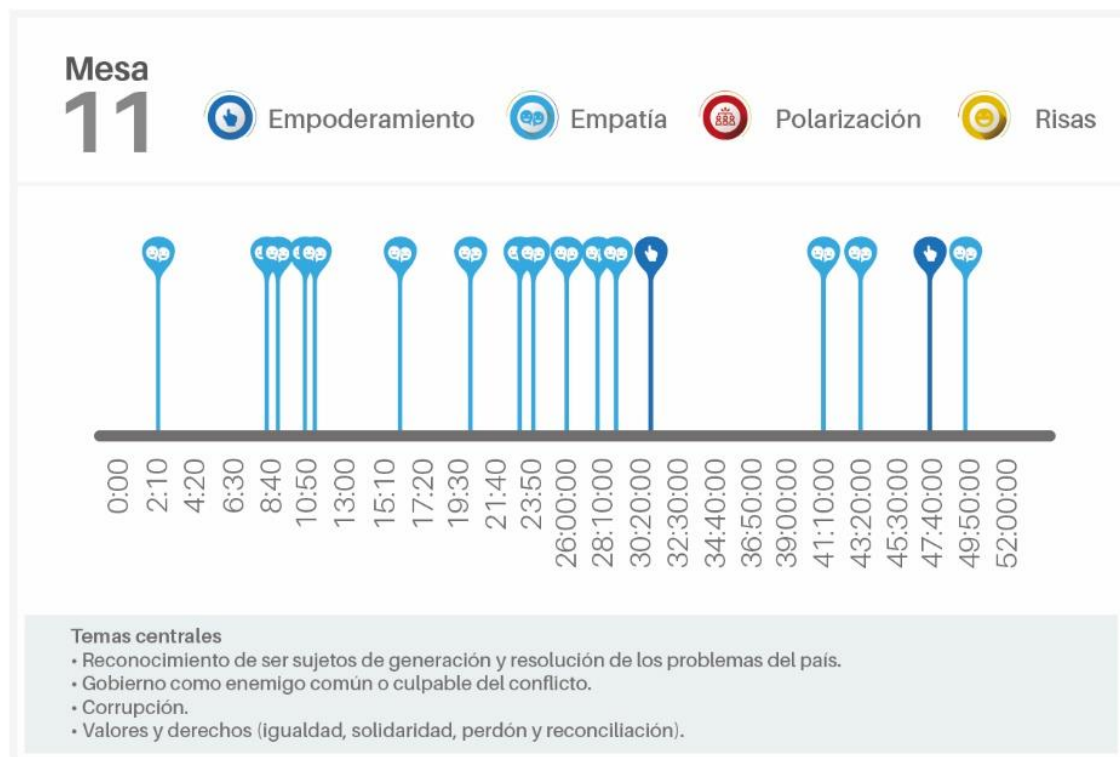 Mesa
11
Empoderamiento
Empatía
Polarización
Risas
0:00
2:10
4:20
6:30
8:40
10:50
13:00
15:10
17:20
19:30
21:40
23:50
26:00:00
28:10:00
30:20:00
32:30:00
34:40:00
36:50:00
39:00:00
41:10:00
43:20:00
45:30:00
47:40:00
49:50:00
52:00:00
Temas centrales
• Reconocimiento de ser sujetos de generación y resolución de los problemas del país.
• Gobierno como enemigo común o culpable del conflicto.
• Corrupción.
• Valores y derechos (igualdad, solidaridad, perdón y reconciliación).